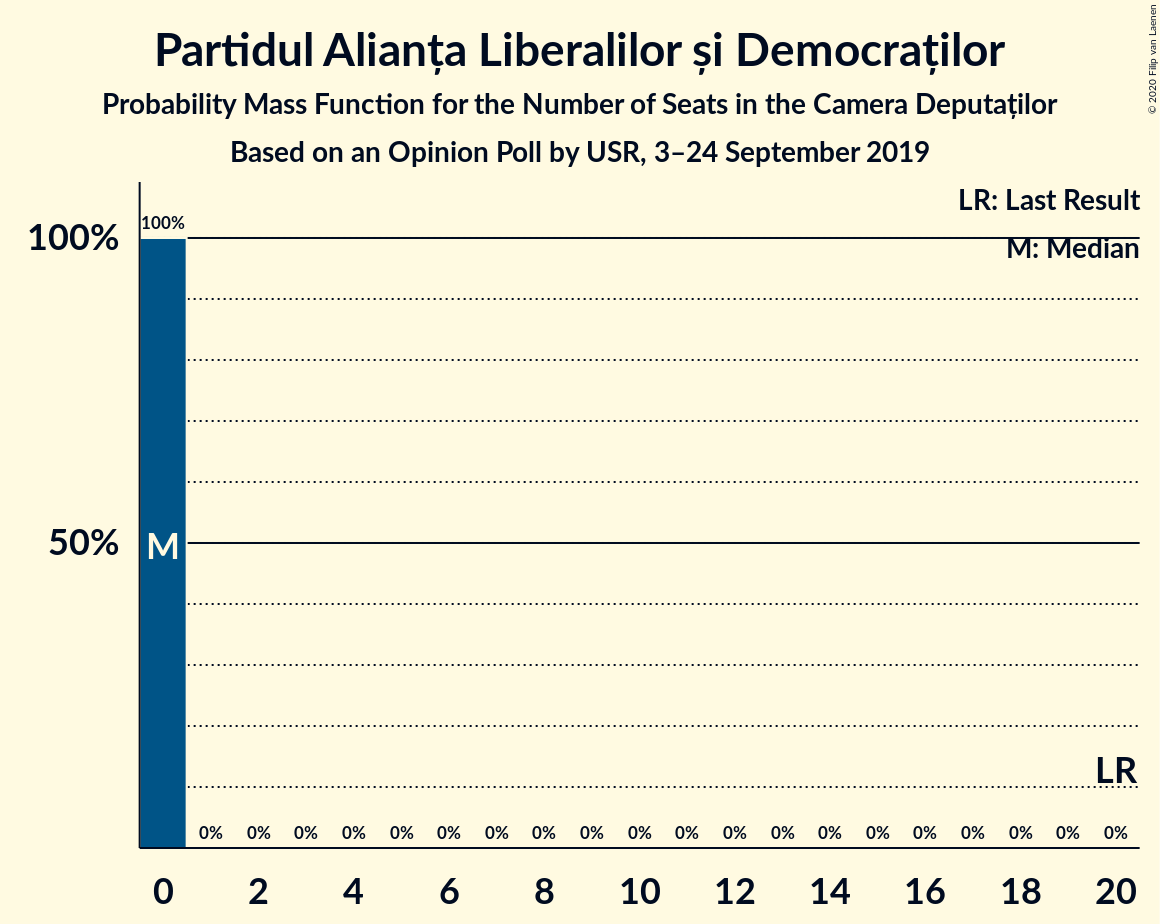 Partidul Alianța Liberalilor și Democraților
Probability Mass Function for the Number of Seats in the Camera Deputaților
Based on an Opinion Poll by USR, 3–24 September 2019
© 2020 Filip van Laenen
LR: Last Result
M: Median
100%
100%
50%
M
LR
0% 0% 0% 0% 0% 0% 0% 0% 0% 0% 0% 0% 0% 0% 0% 0% 0% 0% 0% 0%
0 2 4 6 8 10 12 14 16 18 20